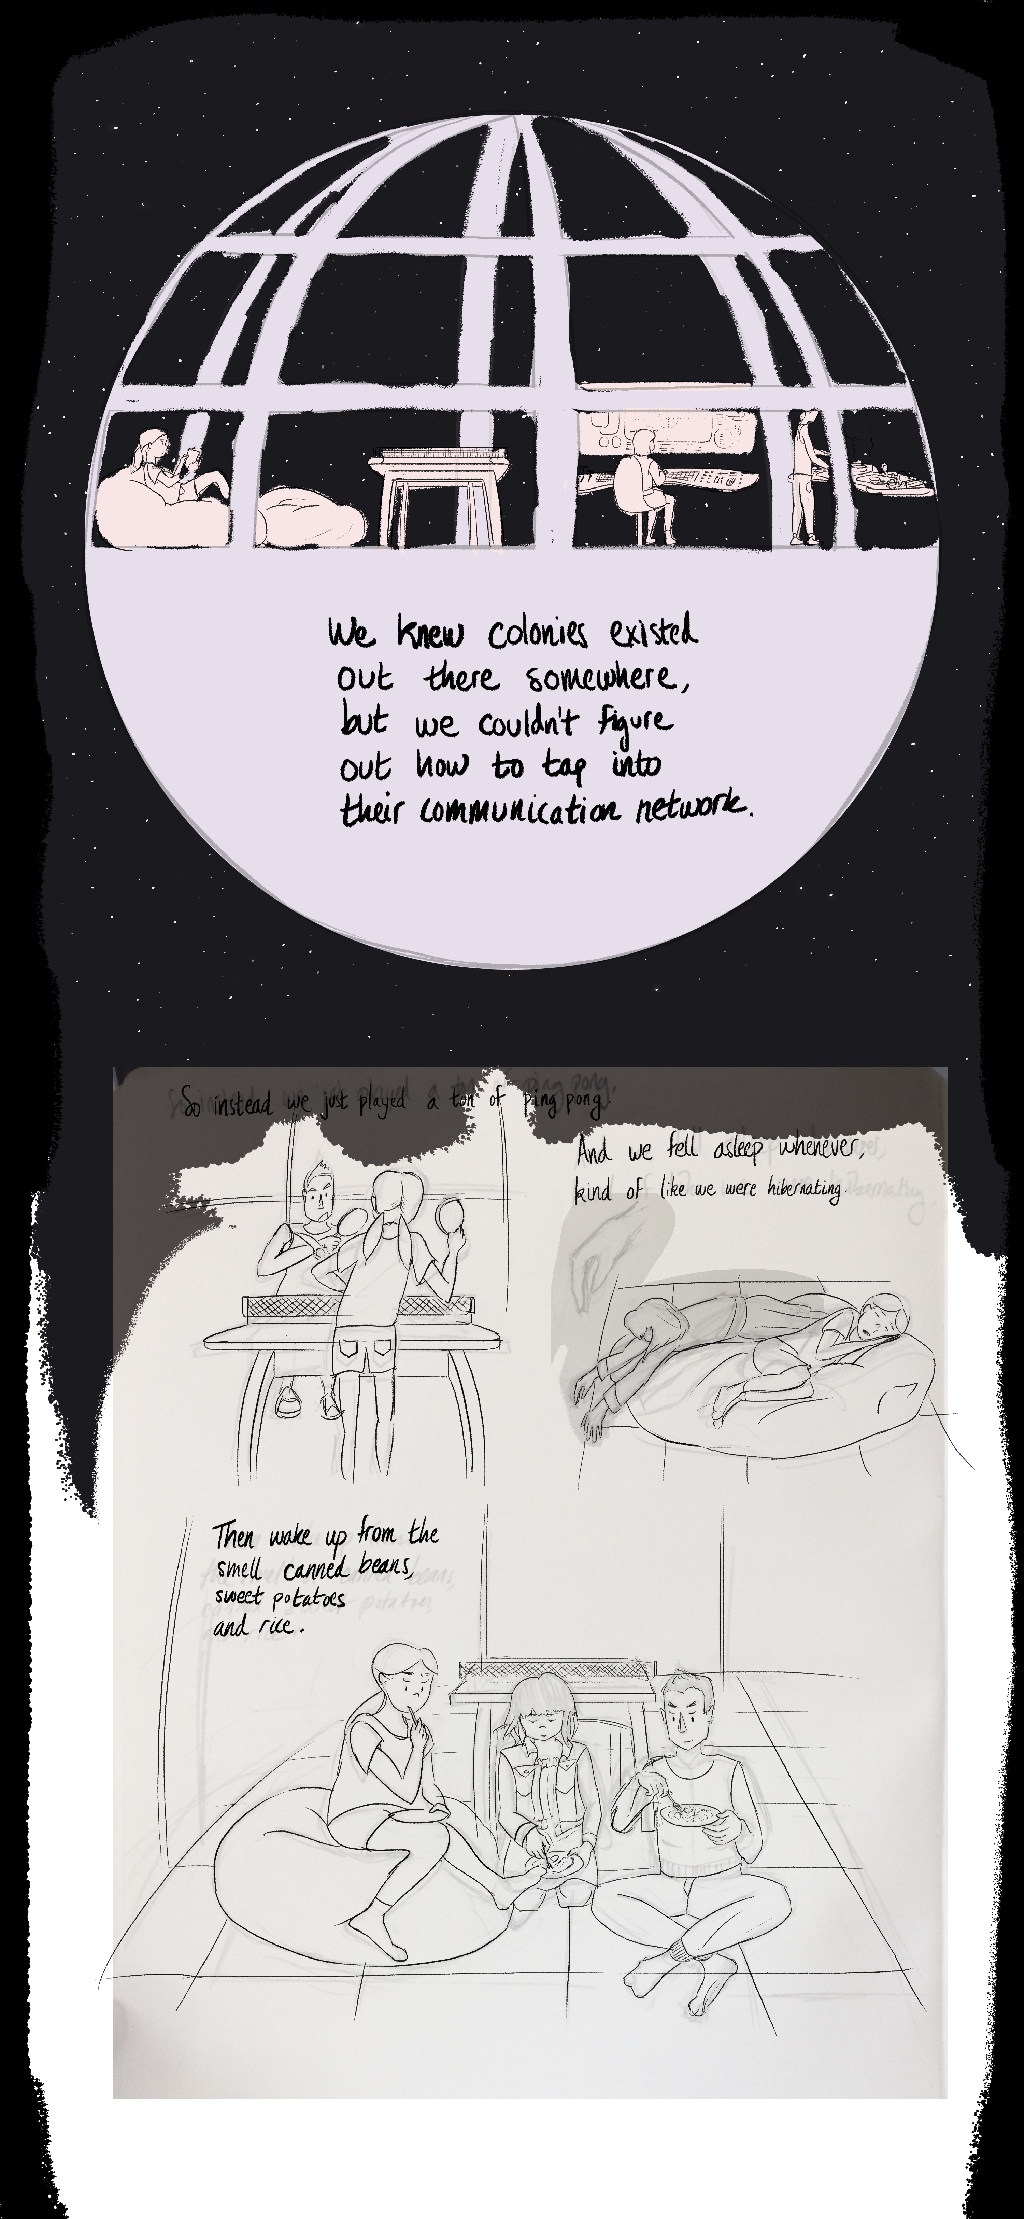 We knew colonies existed
out there somewhere,
but we couldn't figure
out how to tap into
their communication network.
So instead we just played a ton of ping pong.
And we fell asleep whenever,
kind of like we were hibernating.
Then wake up from the
smell canned beans,
sweet potatoes
and rice.